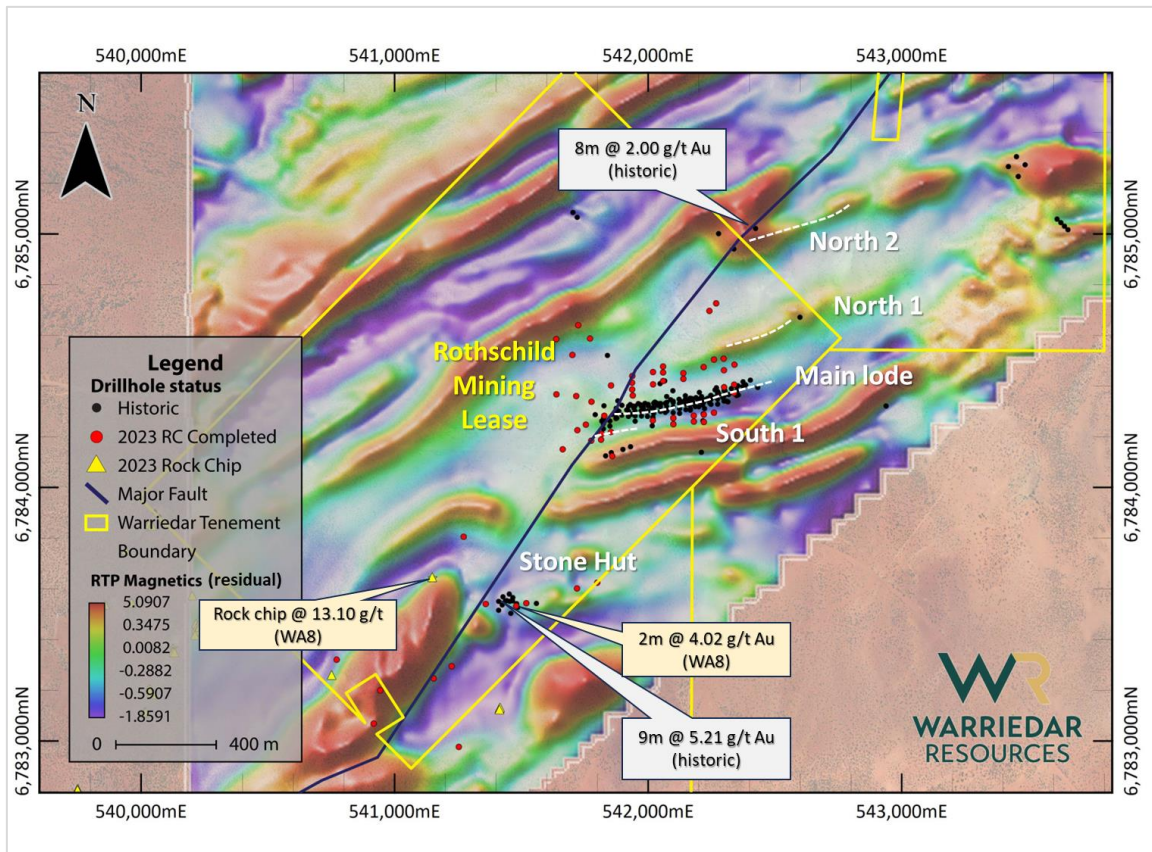 540,000mE
541,000mE
542,000mE
543,000mE
N
6,785,000mN
6,784,000mN
6,783,000mN
6,785,000mN
6,784,000mN
6,783,000mN
8m @ 2.00 g/t Au
(historic)
North 2
North 1
Rothschild
Mining
Lease
Main lode
South 1
Stone Hut
Rock chip @ 13.10 g/t
(WA8)
2m @ 4.02 g/t Au
(WA8)
9m @ 5.21 g/t Au
(historic)
Legend
Drillhole status
Historic
2023 RC Completed
2023 Rock Chip
Major Fault
Warriedar Tenement
Boundary
RTP Magnetics (residual)
5.0907
0.3475
0.0082
-0.2882
-0.5907
-1.8591
0 400 m
WR
WARRIEDAR
RESOURCES
540,000mE
541,000mE
542,000mE
543,000mE